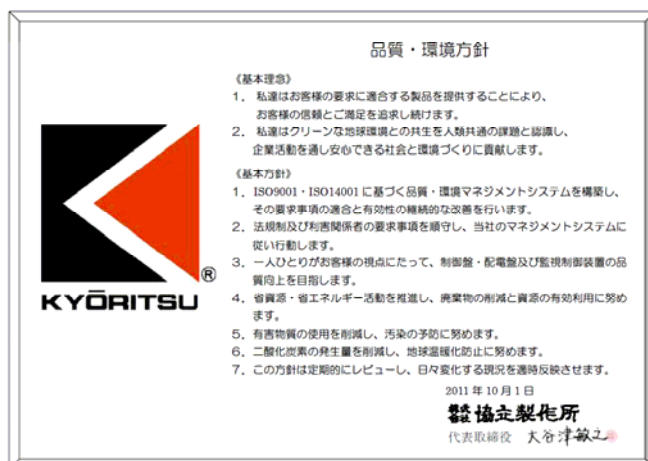 品質・環境方針
《基本理念》
1. 私達はお客様の要求に適合する製品を提供することにより、
お客様の信頼とご満足を追求し続けます。
2. 私達はクリーンな地球環境との共生を人類共通の課題と認識し、
企業活動を通し安心できる社会と環境づくりに貢献します。
《基本方針》
1. ISO9001・ISO14001に基づく品質・環境マネジメントシステムを構築し、
その要求事項の適合と有効性の継続的な改善を行います。
2. 法規制及び利害関係者の要求事項を順守し、当社のマネジメントシステムに
従い行動します。
3. 一人ひとりがお客様の視点にたって、制御盤・配電盤及び監視制御装置の品
質向上を目指します。
4. 省資源・省エネルギー活動を推進し、廃棄物の削減と資源の有効利用に努め
ます。
5. 有害物質の使用を削減し、汚染の予防に努めます。
6. 二酸化炭素の発生量を削減し、地球温暖化防止に努めます。
7. この方針は定期的にレビューし、日々変化する現況を適時反映させます。
2011年10月1日
株式会社 協立製作所
代表取締役 大谷津敏之
®
KYŌRITSU